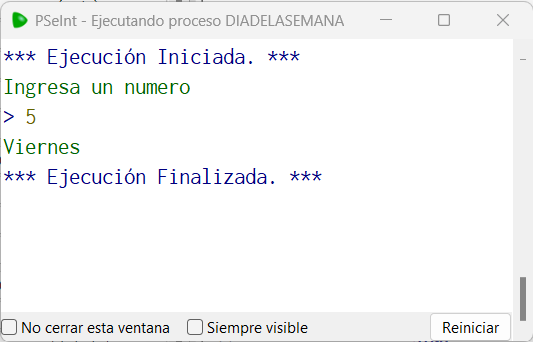 PSeInt - Ejecutando proceso DIADELASEMANA
*** Ejecución Iniciada. ***
Ingresa un numero
> 5
Viernes
*** Ejecución Finalizada. ***
No cerrar esta ventana
Siempre visible
Reiniciar